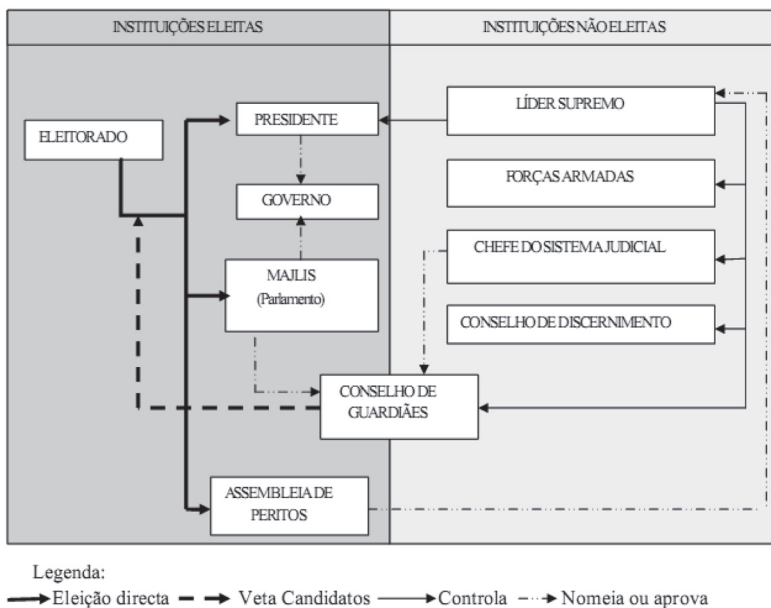 INSTITUIÇÕES ELEITAS
INSTITUIÇÕES NÃO ELEITAS
ELEITORADO
PRESIDENTE
GOVERNO
MAJLIS
(Parlamento)
CONSELHO DE
GUARDIÃES
ASSEMBLEIA DE
PERITOS
LÍDER SUPREMO
FORÇAS ARMADAS
CHEFE DO SISTEMA JUDICIAL
CONSELHO DE DISCERNIMENTO
Legenda:
Eleição directa Veta Candidatos Controla Nomeia ou aprova